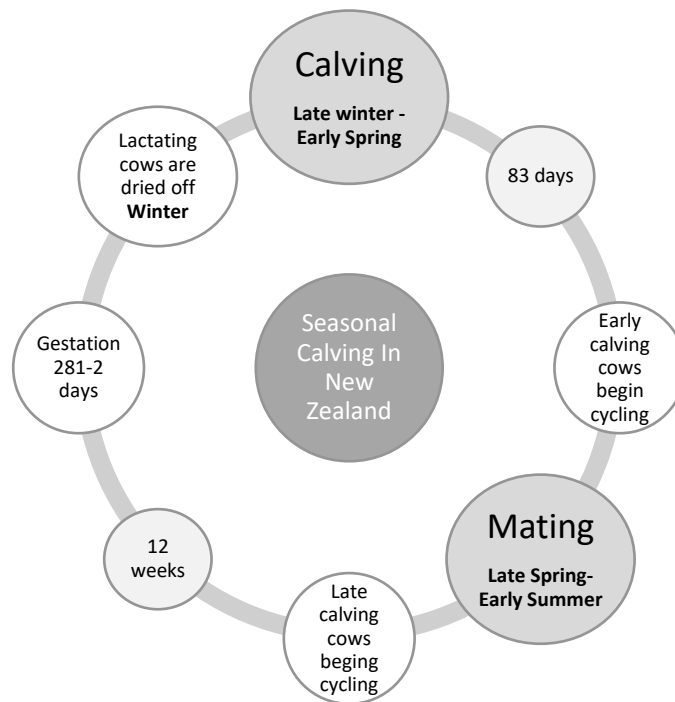 Calving
Late winter -
Early Spring
83 days
Early
calving
cows
begin
cycling
Mating
Late Spring-
Early Summer
Late
calving
cows
beging
cycling
12
weeks
Gestation
281-2
days
Lactating
cows are
dried off
Winter
Seasonal
Calving In
New
Zealand